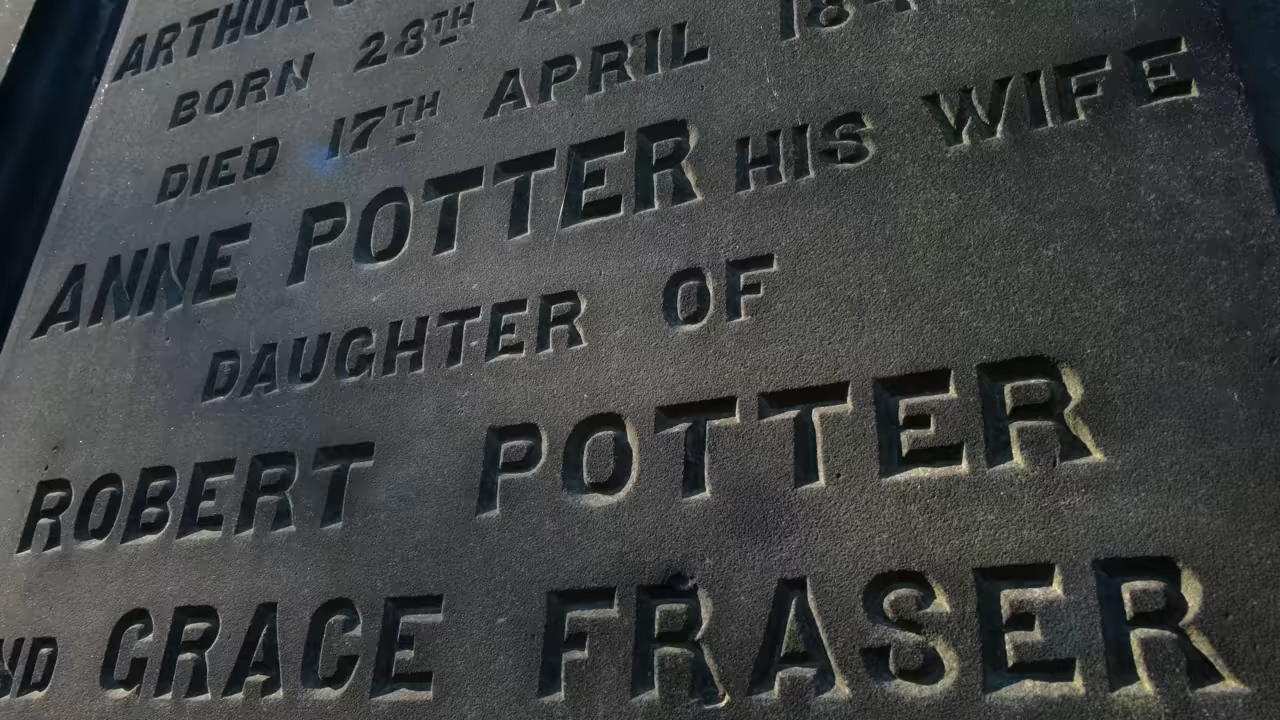 ARTHUR
BORN 28TH
DIED 17TH APRIL
ANNE POTTER HIS WIFE
DAUGHTER OF
ROBERT POTTER
GRACE FRASER